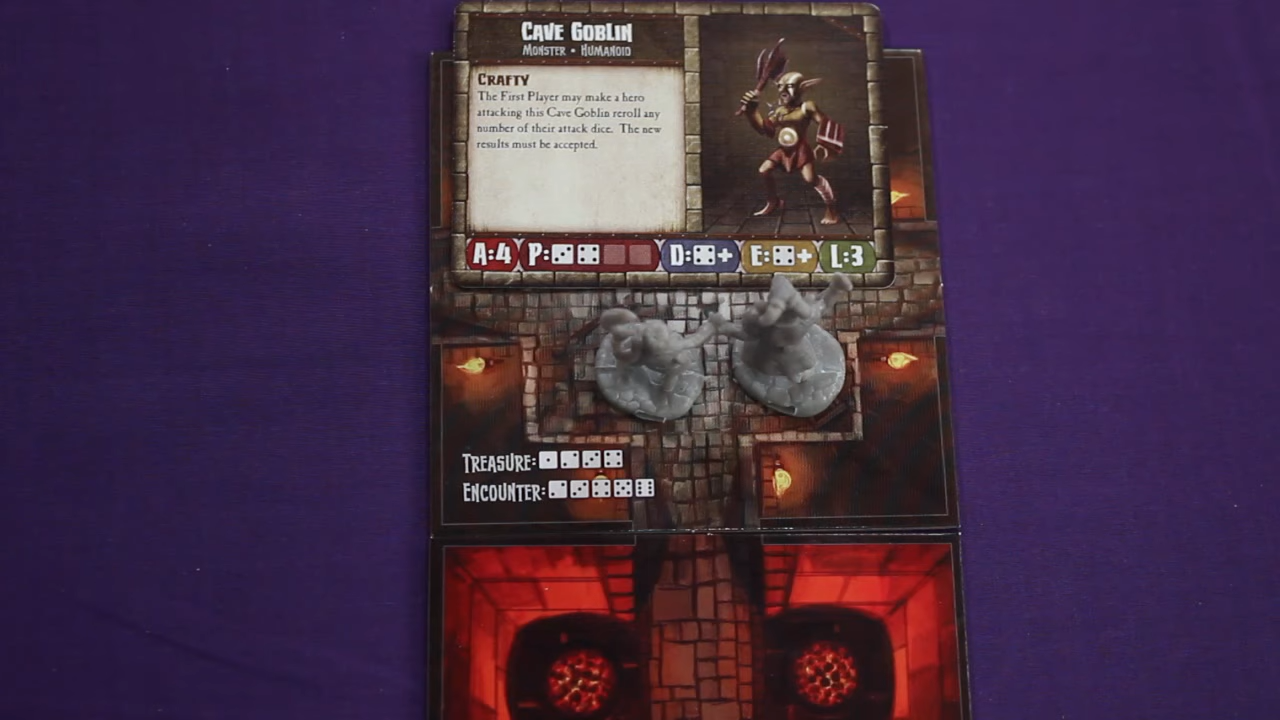 CAVE GOBLIN
MONSTER • HUMANOID
CRAFTY
The First Player may make a hero
attacking this Cave Goblin reroll any
number of their attack dice. The new
results must be accepted.
A:4 P: D: + E: + L:3
TREASURE:
ENCOUNTER: